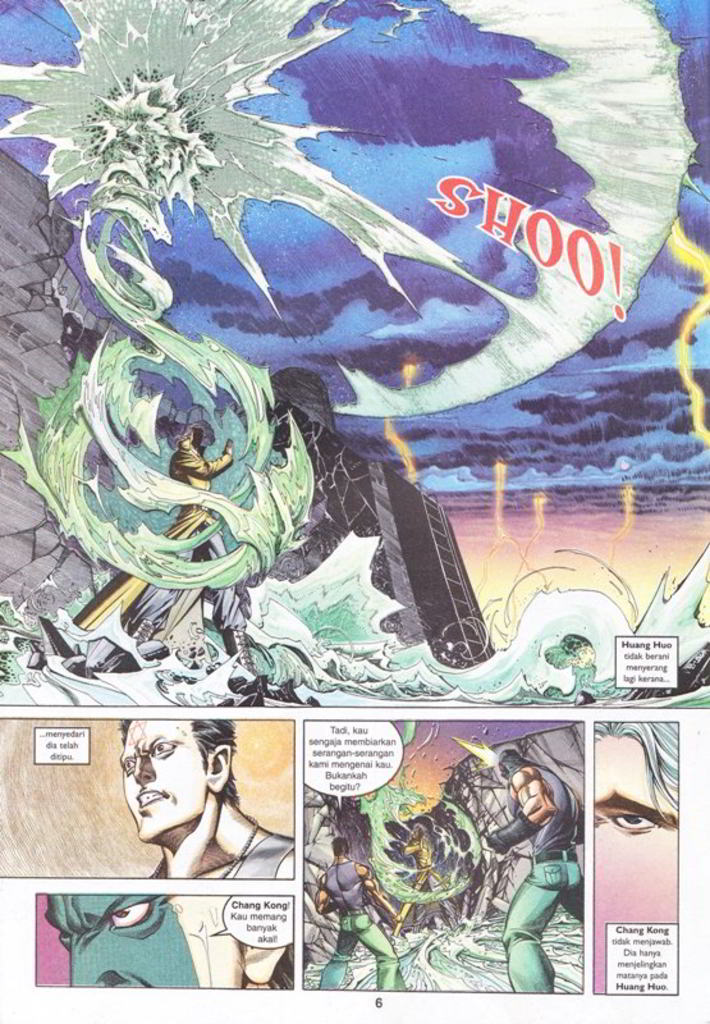 SHOO!
Huang Huo
tidak berani
menyerang
lagi kerana...
...menyedari
dia telah
ditipu.
Tadi, kau
sengaja membiarkan
serangan-serangan
kami mengenai kau.
Bukankah
begitu?
Chang Kong!
Kau memang
banyak
akal!
Chang Kong
tidak menjawab.
Dia hanya
menjelingkan
matanya pada
Huang Huo.
6